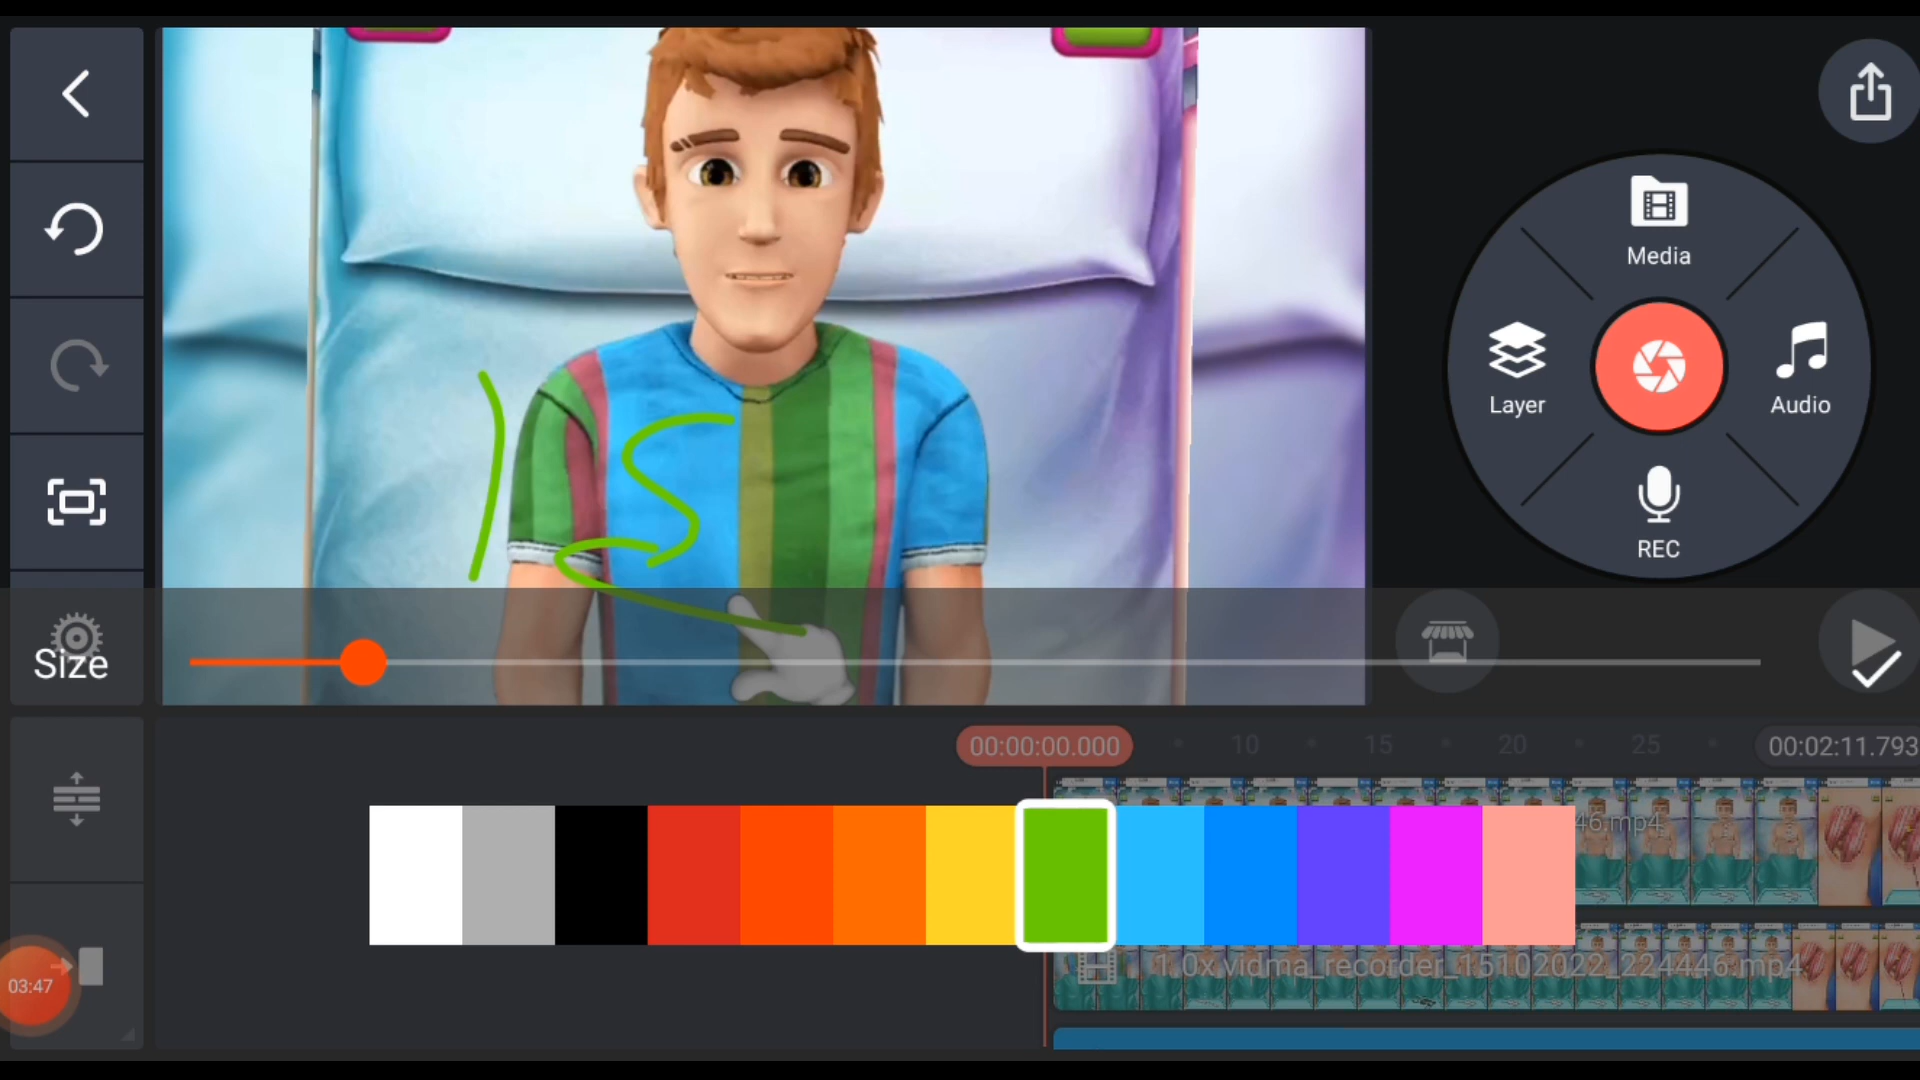 Media
Layer
Audio
REC
Size
00:00:00.000
10
15
20
25
00:02:11.793
46.mp4
1.0x vidma_recorder_15102022_224446.mp4
03:47